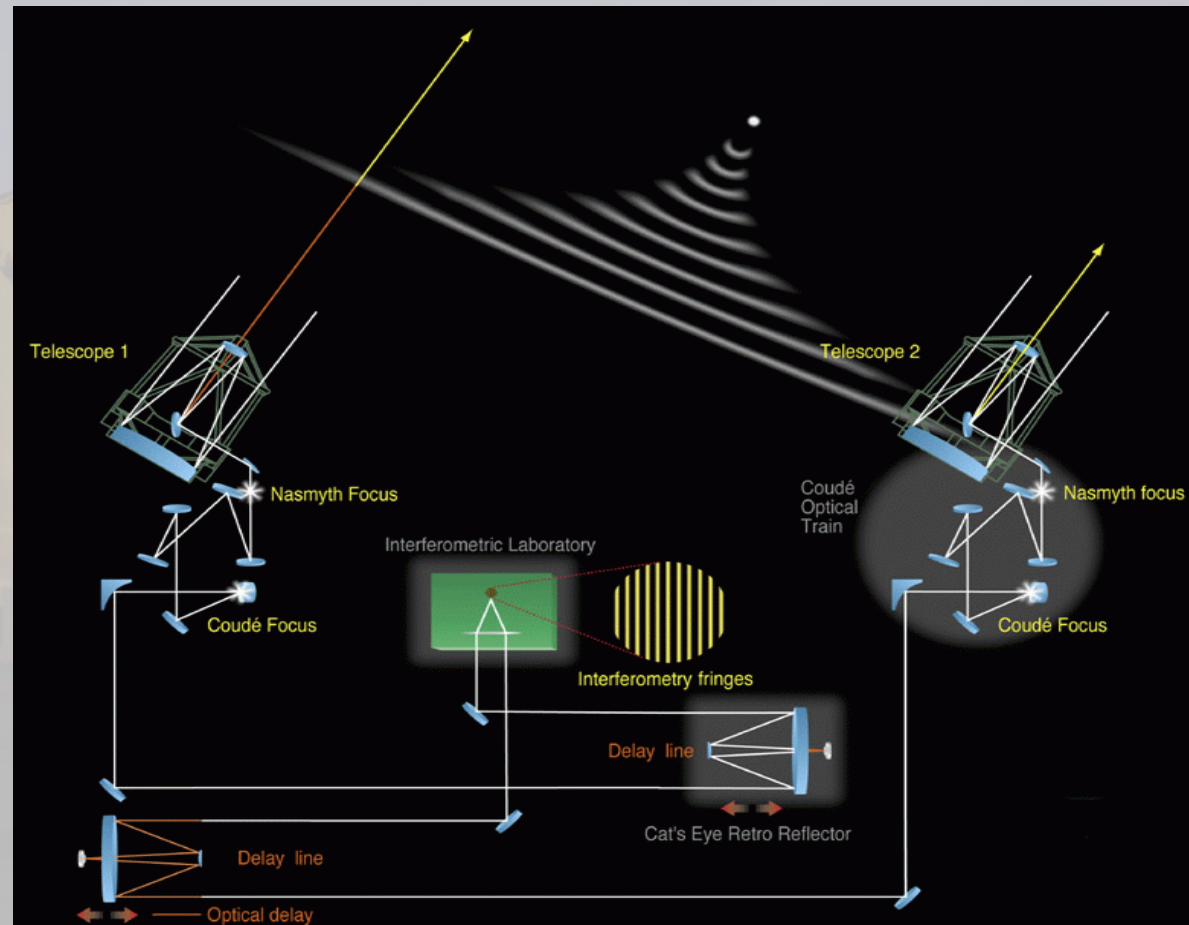 Telescope 1
Telescope 2
Nasmyth Focus
Coudé
Optical
Train
Nasmyth focus
Interferometric Laboratory
Coudé Focus
Coudé Focus
Interferometry fringes
Delay line
Cat's Eye Retro Reflector
Delay line
Optical delay